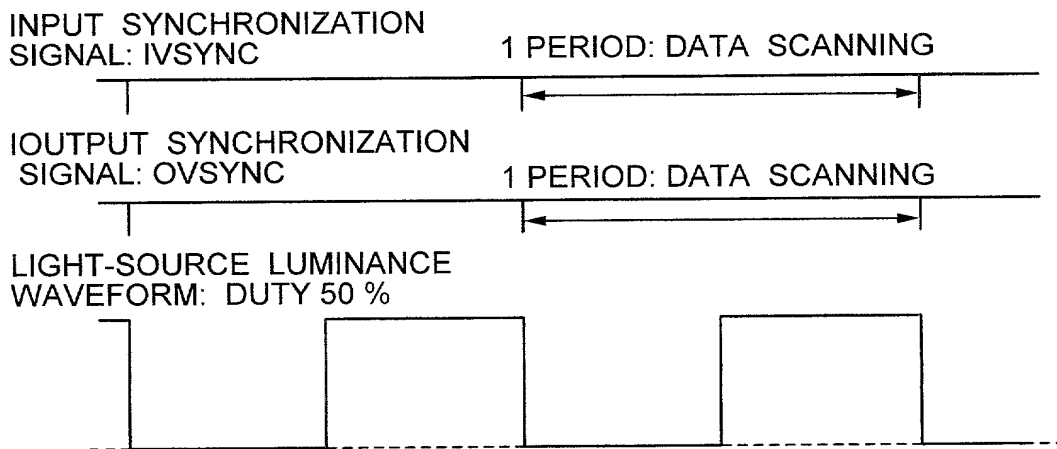 INPUT SYNCHRONIZATION
SIGNAL: IVSYNC
1 PERIOD: DATA SCANNING
IOUTPUT SYNCHRONIZATION
SIGNAL: OVSYNC
1 PERIOD: DATA SCANNING
LIGHT-SOURCE LUMINANCE
WAVEFORM: DUTY 50 %